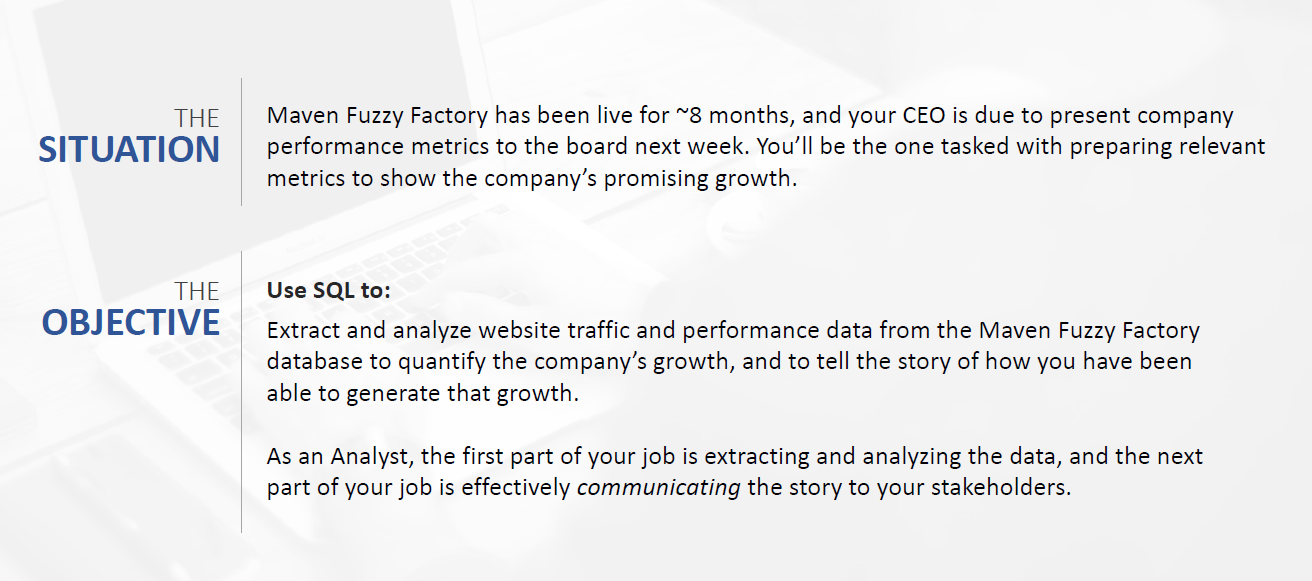 THE
SITUATION
Maven Fuzzy Factory has been live for ~8 months, and your CEO is due to present company
performance metrics to the board next week. You’ll be the one tasked with preparing relevant
metrics to show the company’s promising growth.
THE
OBJECTIVE
Use SQL to:
Extract and analyze website traffic and performance data from the Maven Fuzzy Factory
database to quantify the company’s growth, and to tell the story of how you have been
able to generate that growth.
As an Analyst, the first part of your job is extracting and analyzing the data, and the next
part of your job is effectively communicating the story to your stakeholders.